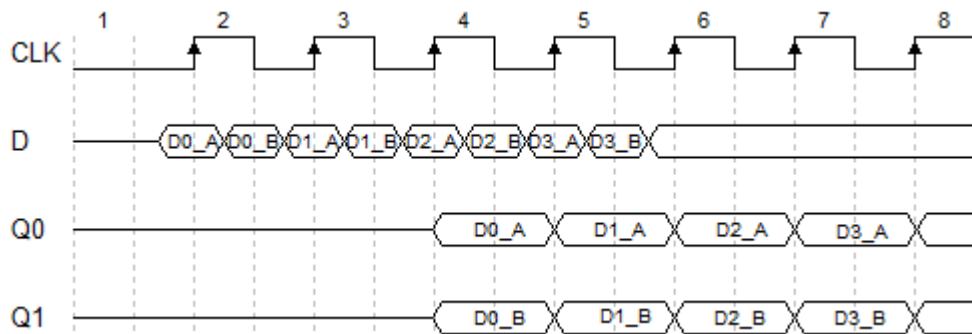 1 2 3 4 5 6 7 8
CLK
D D0_A D0_B D1_A D1_B D2_A D2_B D3_A D3_B
Q0 D0_A D1_A D2_A D3_A
Q1 D0_B D1_B D2_B D3_B